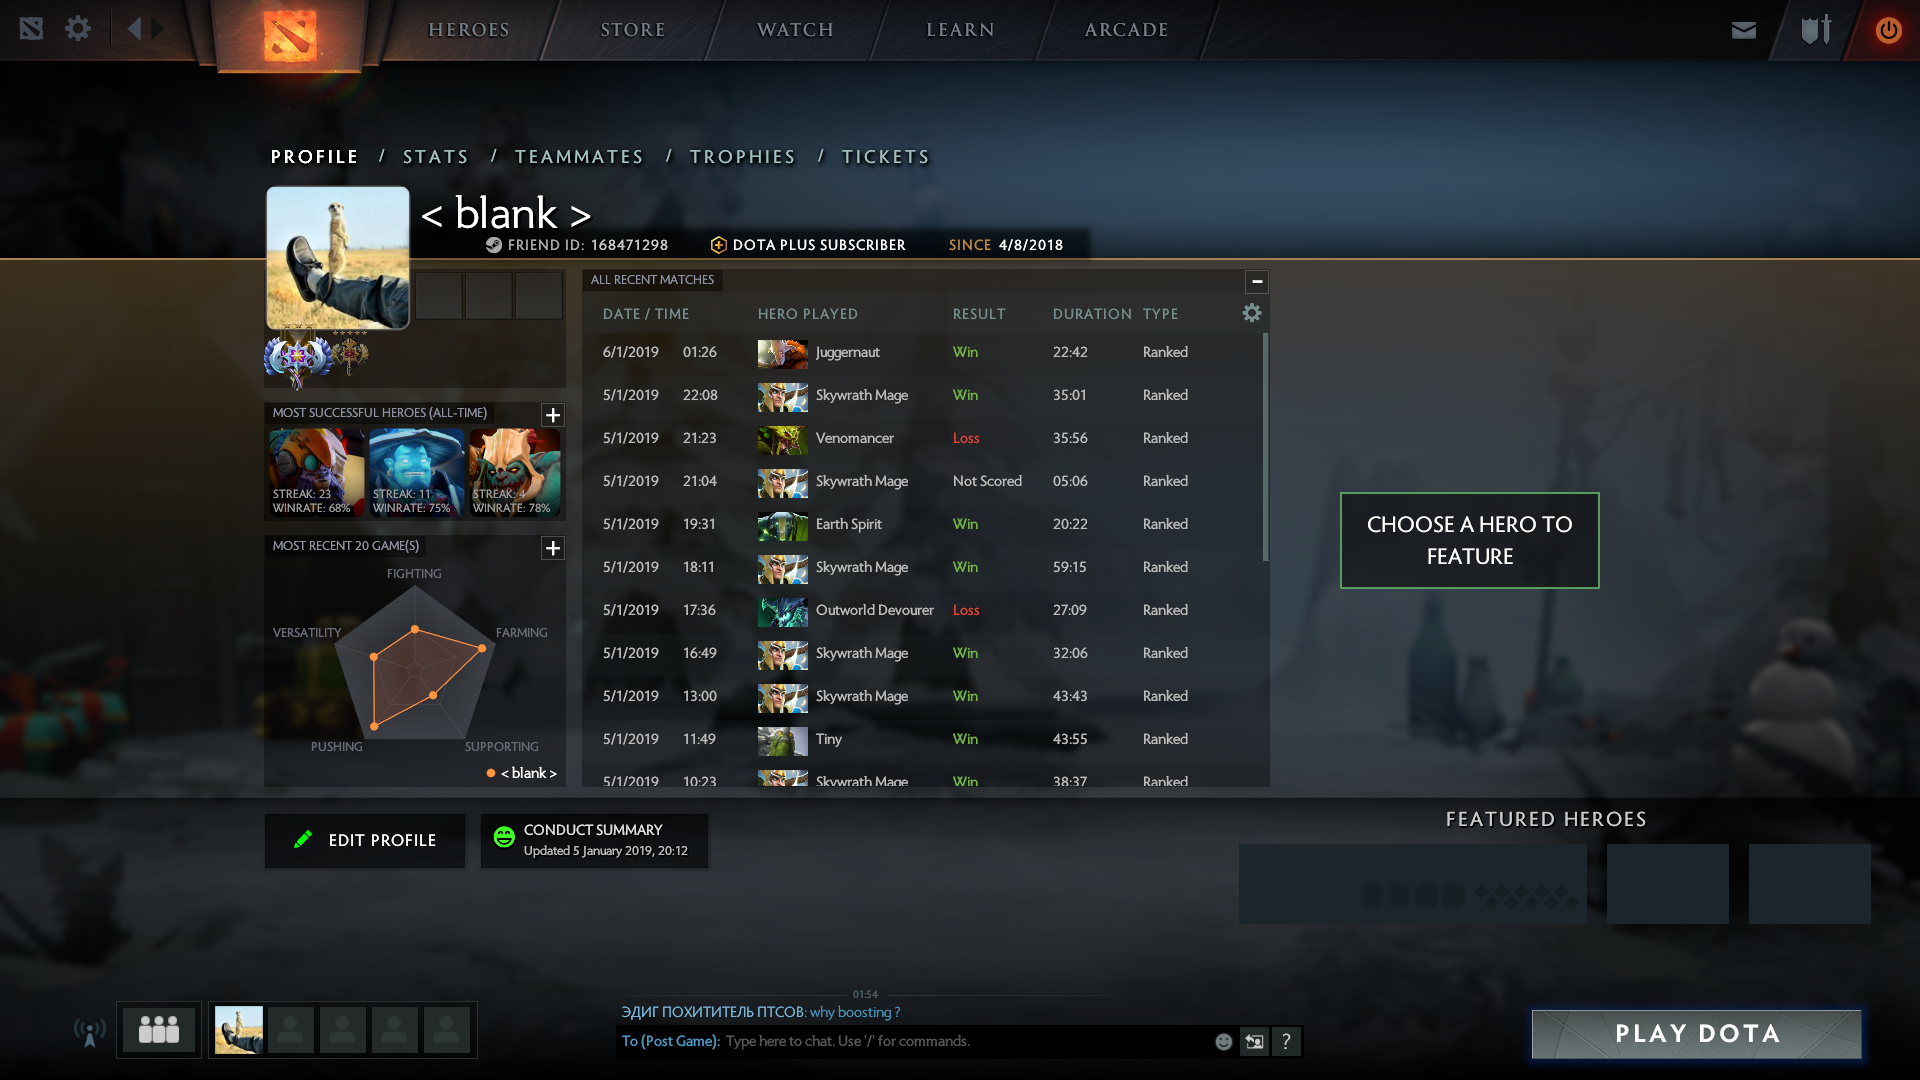 HEROES
STORE
WATCH
LEARN
ARCADE
PROFILE / STATS / TEAMMATES / TROPHIES / TICKETS
< blank >
FRIEND ID: 168471298
DOTA PLUS SUBSCRIBER
SINCE 4/8/2018
MOST SUCCESSFUL HEROES (ALL-TIME)
STREAK: 23
WINRATE: 68%
STREAK: 11
WINRATE: 75%
STREAK: 4
WINRATE: 78%
MOST RECENT 20 GAME(S)
FIGHTING
VERSATILITY
FARMING
PUSHING
SUPPORTING
< blank >
ALL RECENT MATCHES
DATE / TIME HERO PLAYED RESULT DURATION TYPE
6/1/2019 01:26 Juggernaut Win 22:42 Ranked
5/1/2019 22:08 Skywrath Mage Win 35:01 Ranked
5/1/2019 21:23 Venomancer Loss 35:56 Ranked
5/1/2019 21:04 Skywrath Mage Not Scored 05:06 Ranked
5/1/2019 19:31 Earth Spirit Win 20:22 Ranked
5/1/2019 18:11 Skywrath Mage Win 59:15 Ranked
5/1/2019 17:36 Outworld Devourer Loss 27:09 Ranked
5/1/2019 16:49 Skywrath Mage Win 32:06 Ranked
5/1/2019 13:00 Skywrath Mage Win 43:43 Ranked
5/1/2019 11:49 Tiny Win 43:55 Ranked
5/1/2019 10:23 Skywrath Mage Win 38:37 Ranked
CHOOSE A HERO TO
FEATURE
EDIT PROFILE
CONDUCT SUMMARY
Updated 5 January 2019, 20:12
FEATURED HEROES
01:54
ЭДИГ ПОХИТИТЕЛЬ ПТСОВ: why boosting ?
To (Post Game): Type here to chat. Use '/' for commands.
?
PLAY DOTA